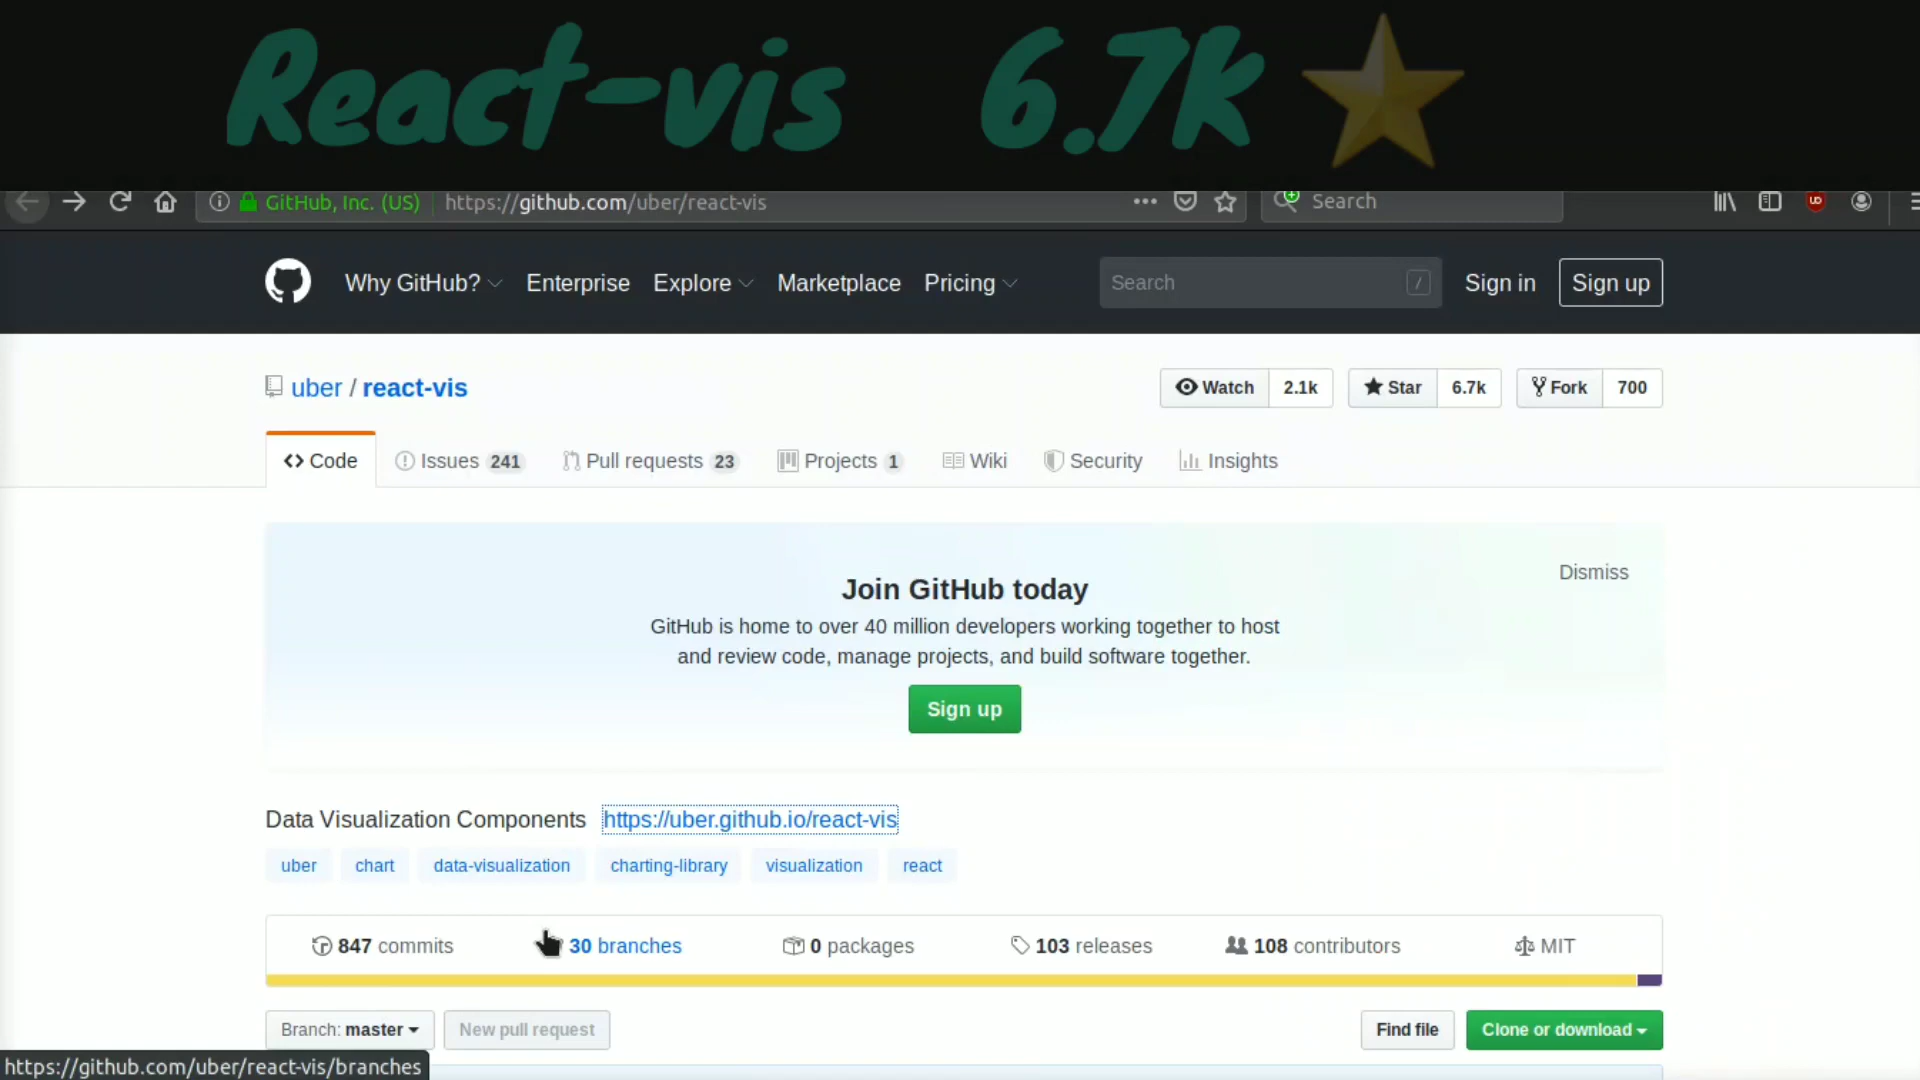 React-vis 6.7k
GitHub, Inc. (US) https://github.com/uber/react-vis Search
Why GitHub? Enterprise Explore Marketplace Pricing Search / Sign in Sign up
uber / react-vis Watch 2.1k Star 6.7k Fork 700
Code Issues 241 Pull requests 23 Projects 1 Wiki Security Insights
Dismiss
Join GitHub today
GitHub is home to over 40 million developers working together to host
and review code, manage projects, and build software together.
Sign up
Data Visualization Components https://uber.github.io/react-vis
uber chart data-visualization charting-library visualization react
847 commits 30 branches 0 packages 103 releases 108 contributors MIT
Branch: master New pull request Find file Clone or download
https://github.com/uber/react-vis/branches